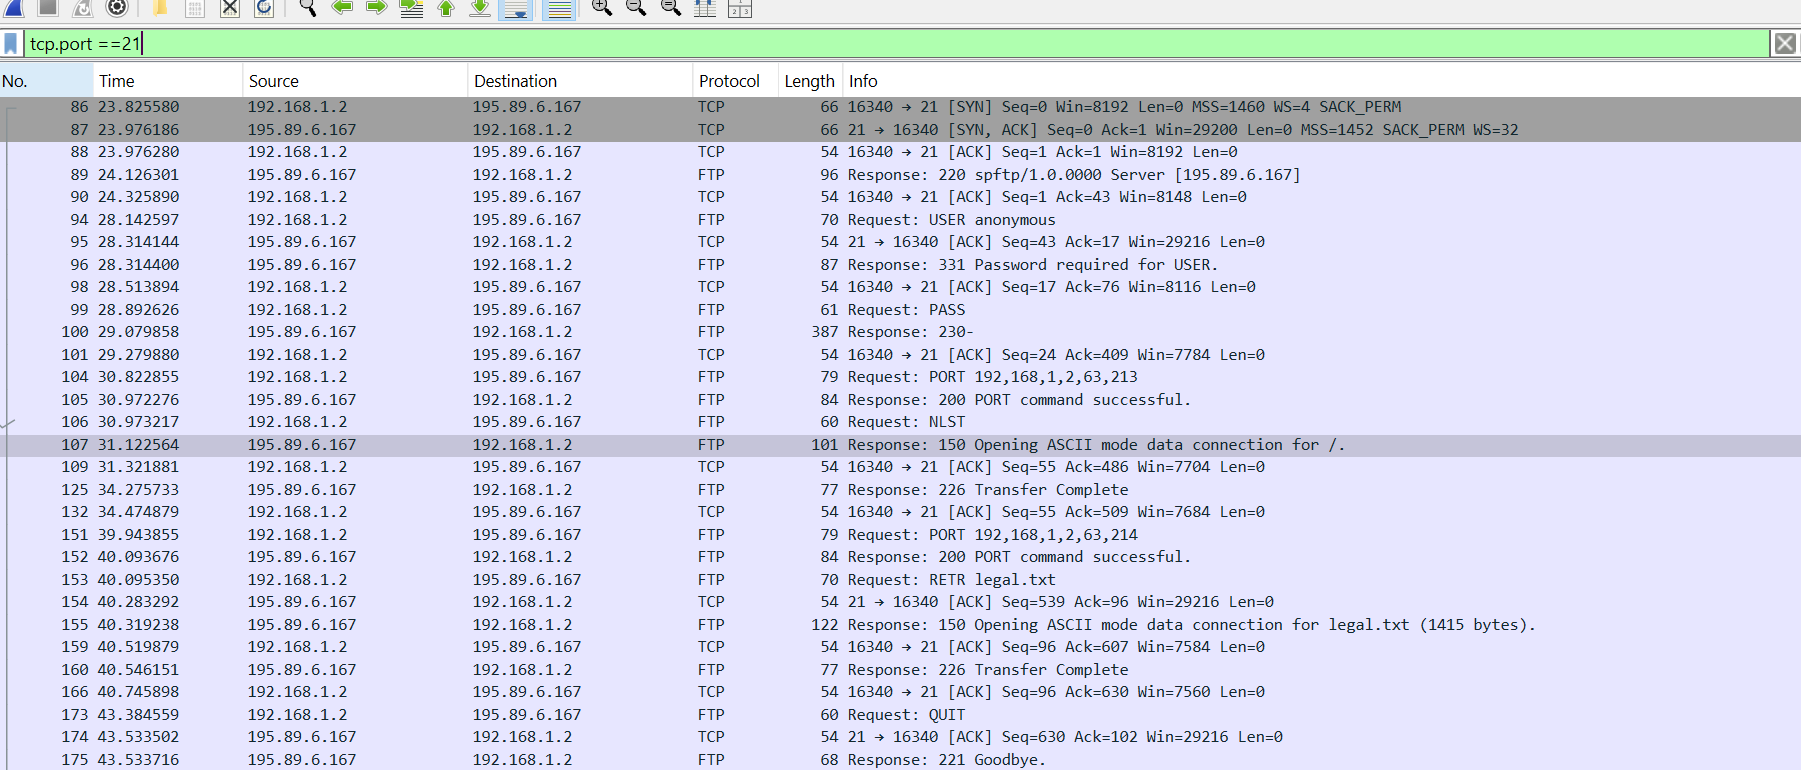 tcp.port ==21
No. Time Source Destination Protocol Length Info
86 23.825580 192.168.1.2 195.89.6.167 TCP 66 16340 → 21 [SYN] Seq=0 Win=8192 Len=0 MSS=1460 WS=4 SACK_PERM
87 23.976186 195.89.6.167 192.168.1.2 TCP 66 21 → 16340 [SYN, ACK] Seq=0 Ack=1 Win=29200 Len=0 MSS=1452 SACK_PERM WS=32
88 23.976280 192.168.1.2 195.89.6.167 TCP 54 16340 → 21 [ACK] Seq=1 Ack=1 Win=8192 Len=0
89 24.126301 195.89.6.167 192.168.1.2 FTP 96 Response: 220 spftp/1.0.0000 Server [195.89.6.167]
90 24.325890 192.168.1.2 195.89.6.167 TCP 54 16340 → 21 [ACK] Seq=1 Ack=43 Win=8148 Len=0
94 28.142597 192.168.1.2 195.89.6.167 FTP 70 Request: USER anonymous
95 28.314144 195.89.6.167 192.168.1.2 TCP 54 21 → 16340 [ACK] Seq=43 Ack=17 Win=29216 Len=0
96 28.314400 195.89.6.167 192.168.1.2 FTP 87 Response: 331 Password required for USER.
98 28.513894 192.168.1.2 195.89.6.167 TCP 54 16340 → 21 [ACK] Seq=17 Ack=76 Win=8116 Len=0
99 28.892626 192.168.1.2 195.89.6.167 FTP 61 Request: PASS
100 29.079858 195.89.6.167 192.168.1.2 FTP 387 Response: 230-
101 29.279880 192.168.1.2 195.89.6.167 TCP 54 16340 → 21 [ACK] Seq=24 Ack=409 Win=7784 Len=0
104 30.822855 192.168.1.2 195.89.6.167 FTP 79 Request: PORT 192,168,1,2,63,213
105 30.972276 195.89.6.167 192.168.1.2 FTP 84 Response: 200 PORT command successful.
106 30.973217 192.168.1.2 195.89.6.167 FTP 60 Request: NLST
107 31.122564 195.89.6.167 192.168.1.2 FTP 101 Response: 150 Opening ASCII mode data connection for /.
109 31.321881 192.168.1.2 195.89.6.167 TCP 54 16340 → 21 [ACK] Seq=55 Ack=486 Win=7704 Len=0
125 34.275733 195.89.6.167 192.168.1.2 FTP 77 Response: 226 Transfer Complete
132 34.474879 192.168.1.2 195.89.6.167 TCP 54 16340 → 21 [ACK] Seq=55 Ack=509 Win=7684 Len=0
151 39.943855 192.168.1.2 195.89.6.167 FTP 79 Request: PORT 192,168,1,2,63,214
152 40.093676 195.89.6.167 192.168.1.2 FTP 84 Response: 200 PORT command successful.
153 40.095350 192.168.1.2 195.89.6.167 FTP 70 Request: RETR legal.txt
154 40.283292 195.89.6.167 192.168.1.2 TCP 54 21 → 16340 [ACK] Seq=539 Ack=96 Win=29216 Len=0
155 40.319238 195.89.6.167 192.168.1.2 FTP 122 Response: 150 Opening ASCII mode data connection for legal.txt (1415 bytes).
159 40.519879 192.168.1.2 195.89.6.167 TCP 54 16340 → 21 [ACK] Seq=96 Ack=607 Win=7584 Len=0
160 40.546151 195.89.6.167 192.168.1.2 FTP 77 Response: 226 Transfer Complete
166 40.745898 192.168.1.2 195.89.6.167 TCP 54 16340 → 21 [ACK] Seq=96 Ack=630 Win=7560 Len=0
173 43.384559 192.168.1.2 195.89.6.167 FTP 60 Request: QUIT
174 43.533502 195.89.6.167 192.168.1.2 TCP 54 21 → 16340 [ACK] Seq=630 Ack=102 Win=29216 Len=0
175 43.533716 195.89.6.167 192.168.1.2 FTP 68 Response: 221 Goodbye.